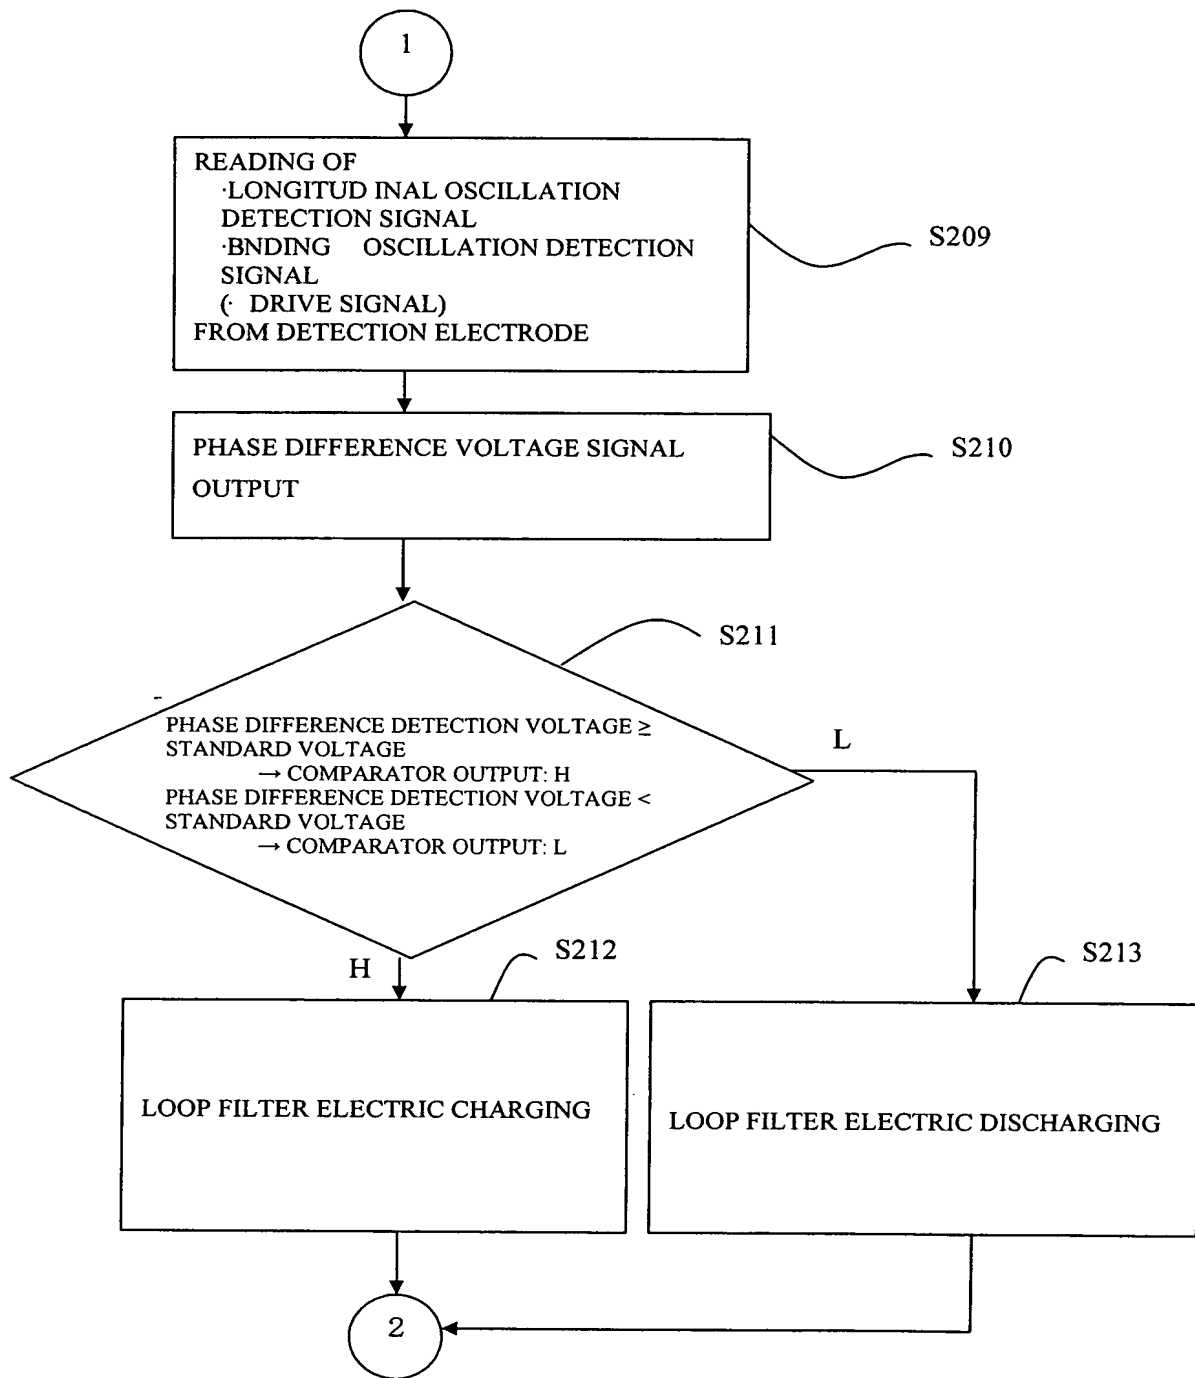 1
READING OF
·LONGITUD INAL OSCILLATION
DETECTION SIGNAL
·BNDING OSCILLATION DETECTION
SIGNAL
(· DRIVE SIGNAL)
FROM DETECTION ELECTRODE
S209
PHASE DIFFERENCE VOLTAGE SIGNAL
OUTPUT
S210
S211
PHASE DIFFERENCE DETECTION VOLTAGE ≥
STANDARD VOLTAGE
→ COMPARATOR OUTPUT: H
PHASE DIFFERENCE DETECTION VOLTAGE <
STANDARD VOLTAGE
→ COMPARATOR OUTPUT: L
L
H
S212
S213
LOOP FILTER ELECTRIC CHARGING
LOOP FILTER ELECTRIC DISCHARGING
2